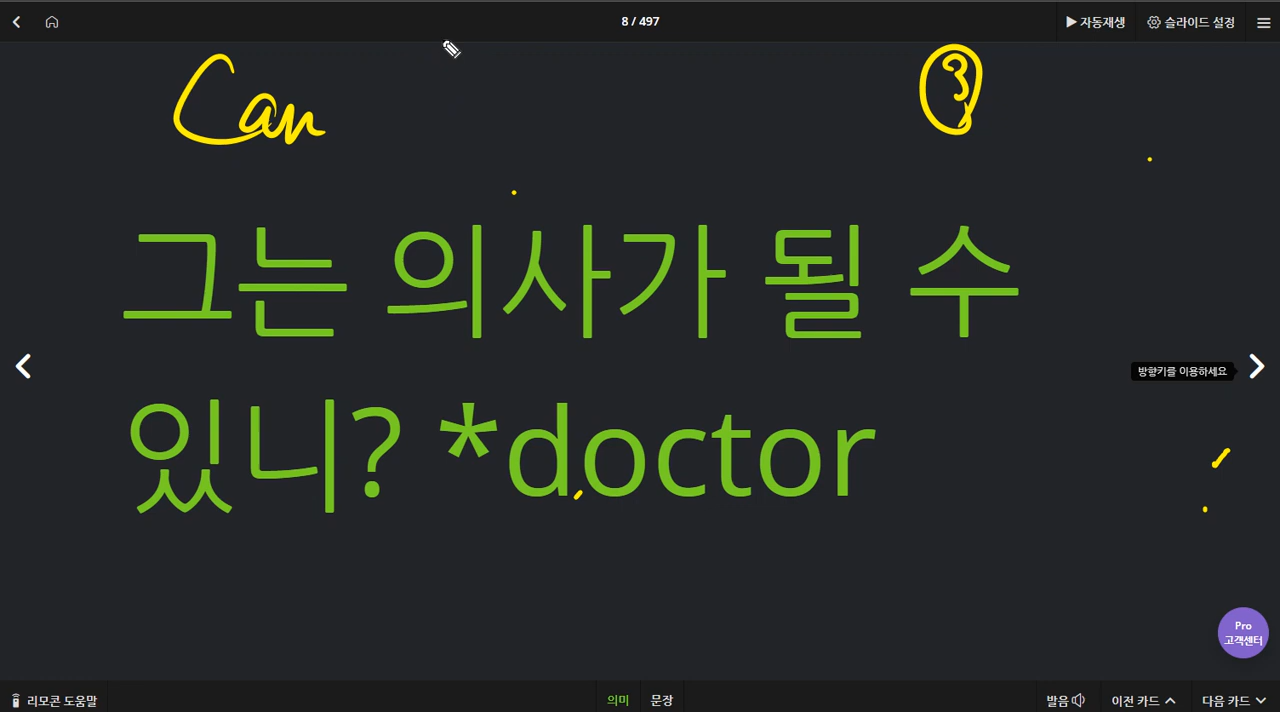 8 / 497
자동재생
슬라이드 설정
Can
3
그는 의사가 될 수
있니? *doctor
방향키를 이용하세요
Pro
고객센터
리모콘 도움말
의미
문장
발음
이전 카드
다음 카드